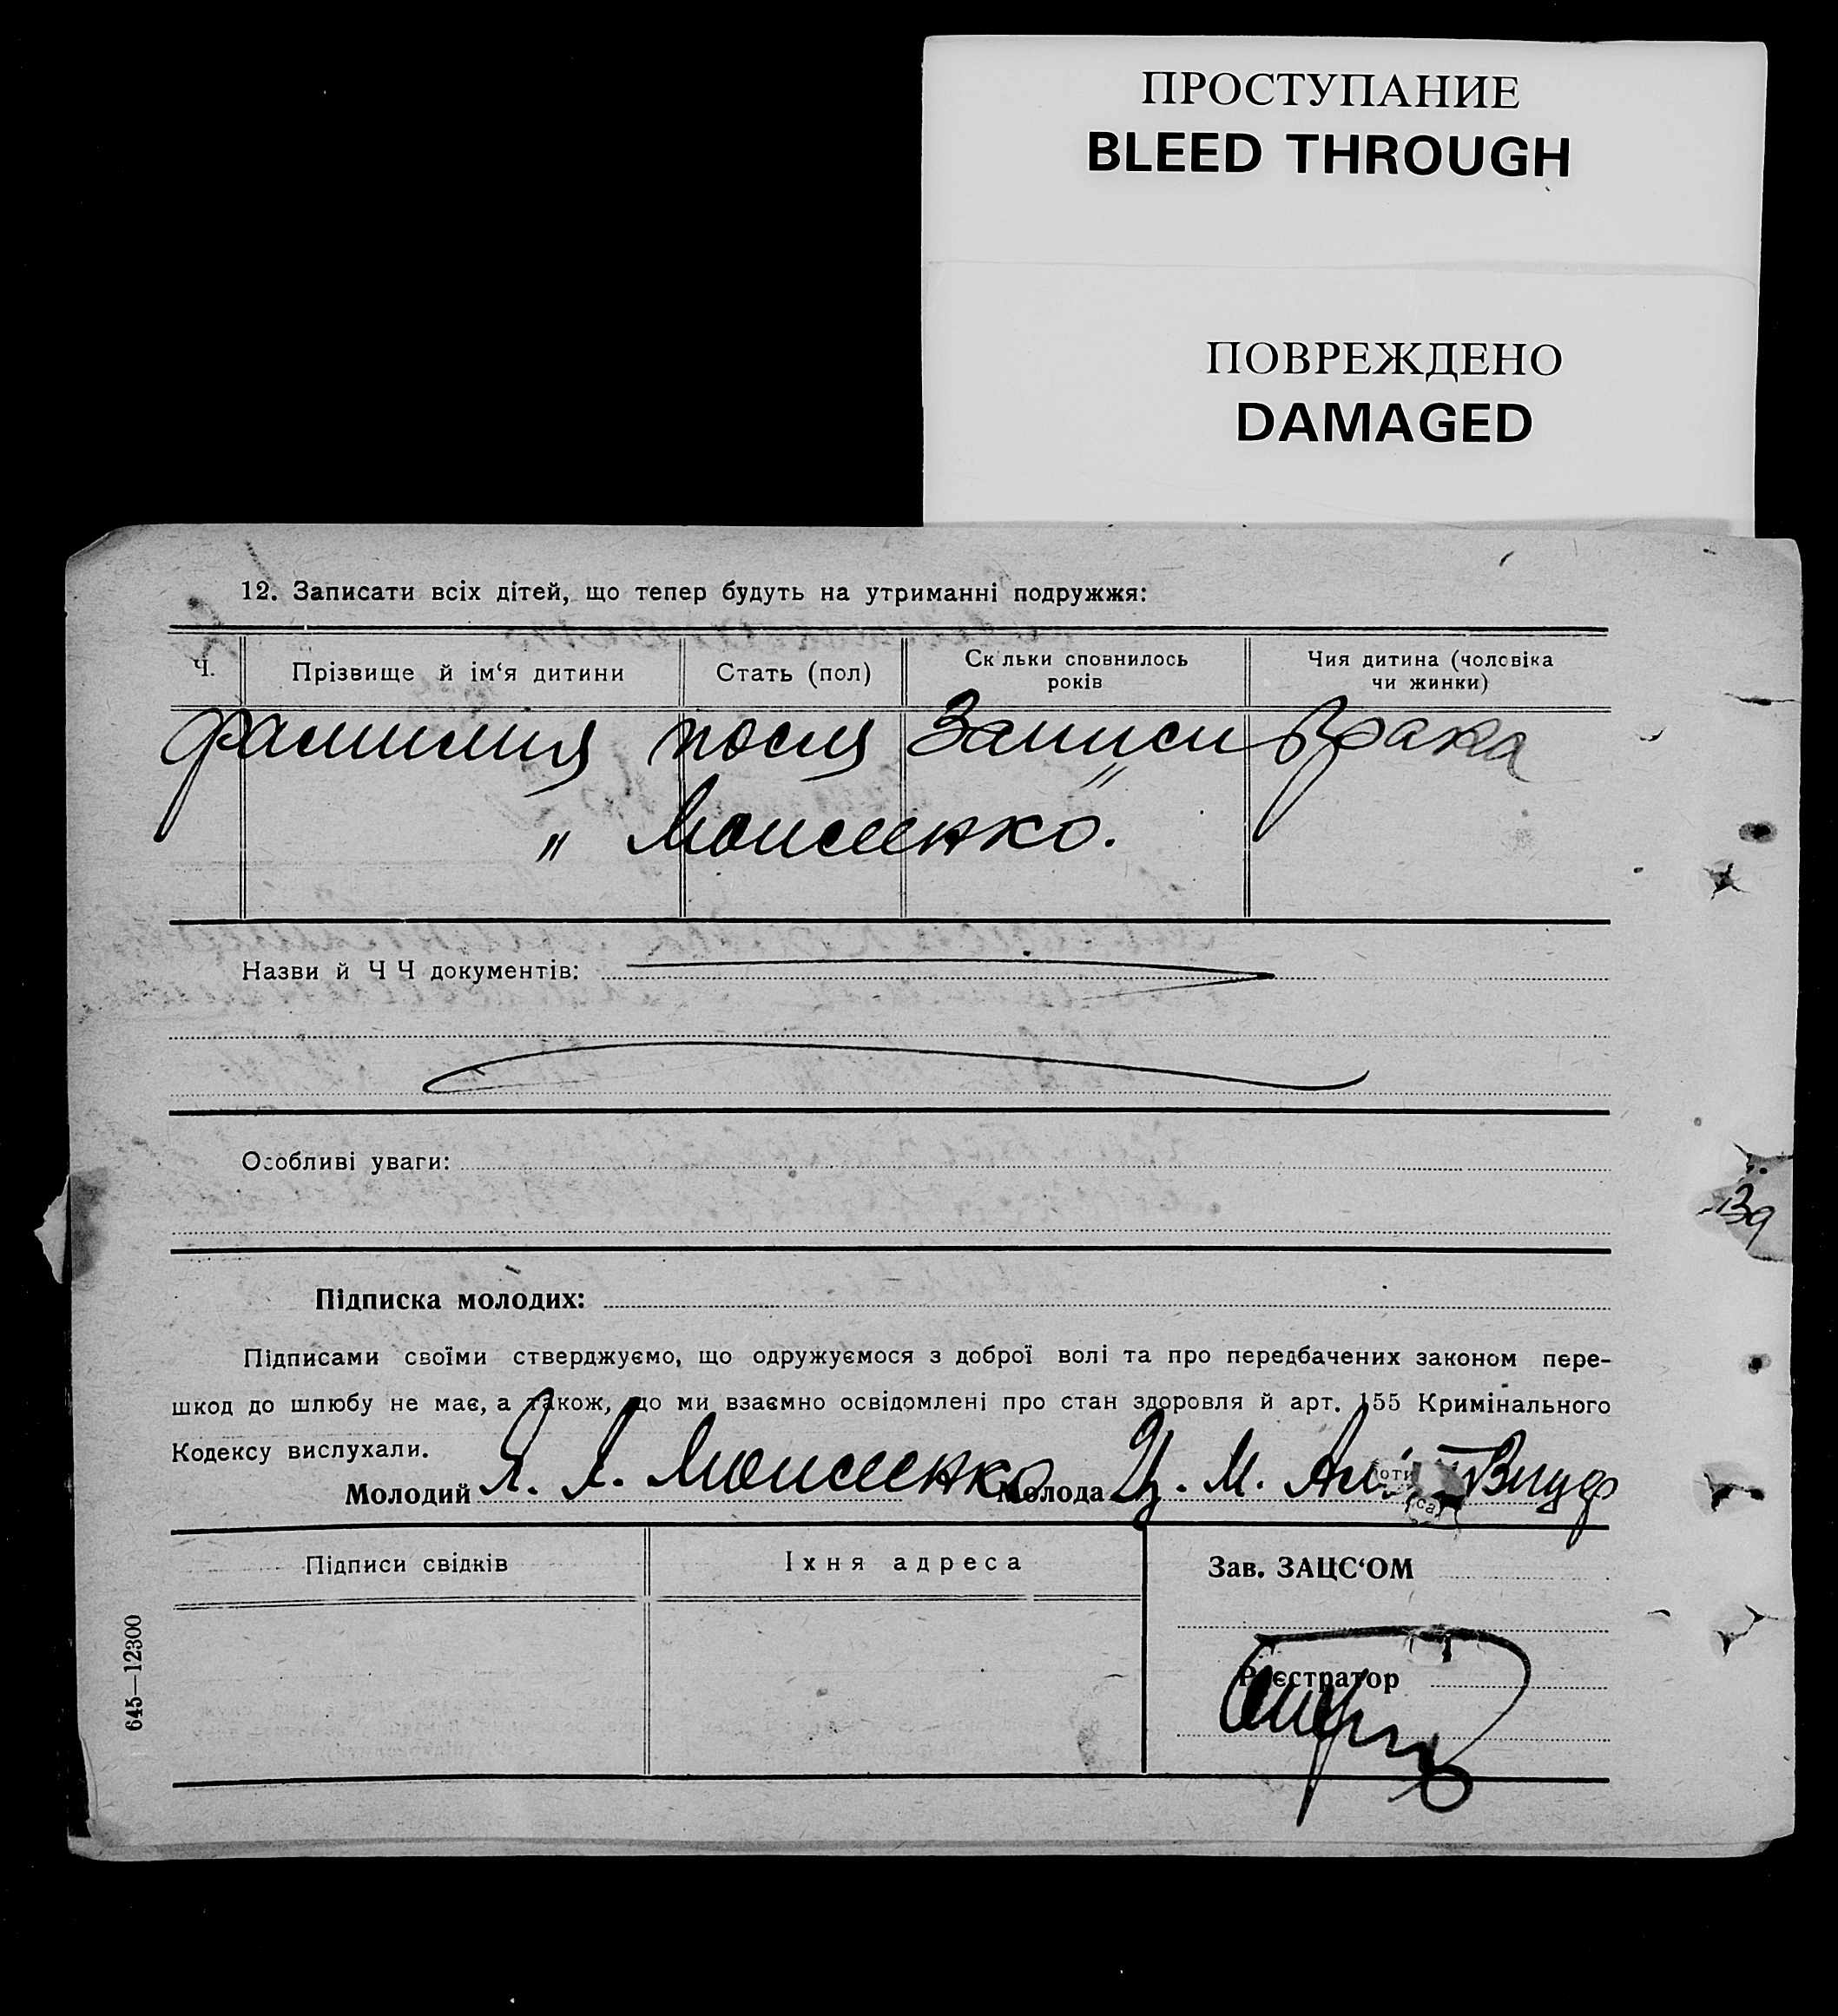 ПРОСТУПАНИЕ
BLEED THROUGH
ПОВРЕЖДЕНО
DAMAGED
12. Записати всіх дітей, що тепер будуть на утриманні подружжя:
Ч. Прізвище й ім‘я дитини Стать (пол) Ск льки сповнилось років Чия дитина (чоловіка чи жинки)
фамилия посля Записи брака
„ Моисеенко.
Назви й Ч Ч документів:
Особливі уваги:
139
Підписка молодих:
Підписами своїми стверджуємо, що одружуємося з доброї волі та про передбачених законом пере-
шкод до шлюбу не має, а також, що ми взаємно освідомлені про стан здоровля й арт. 155 Кримінального
Кодексу вислухали.
Молодий Л. Л. Моисеенко Молода Ц. М.
Підписи свідків Їхня адреса Зав. ЗАЦС‘ОМ
Реєстратор
645—12300